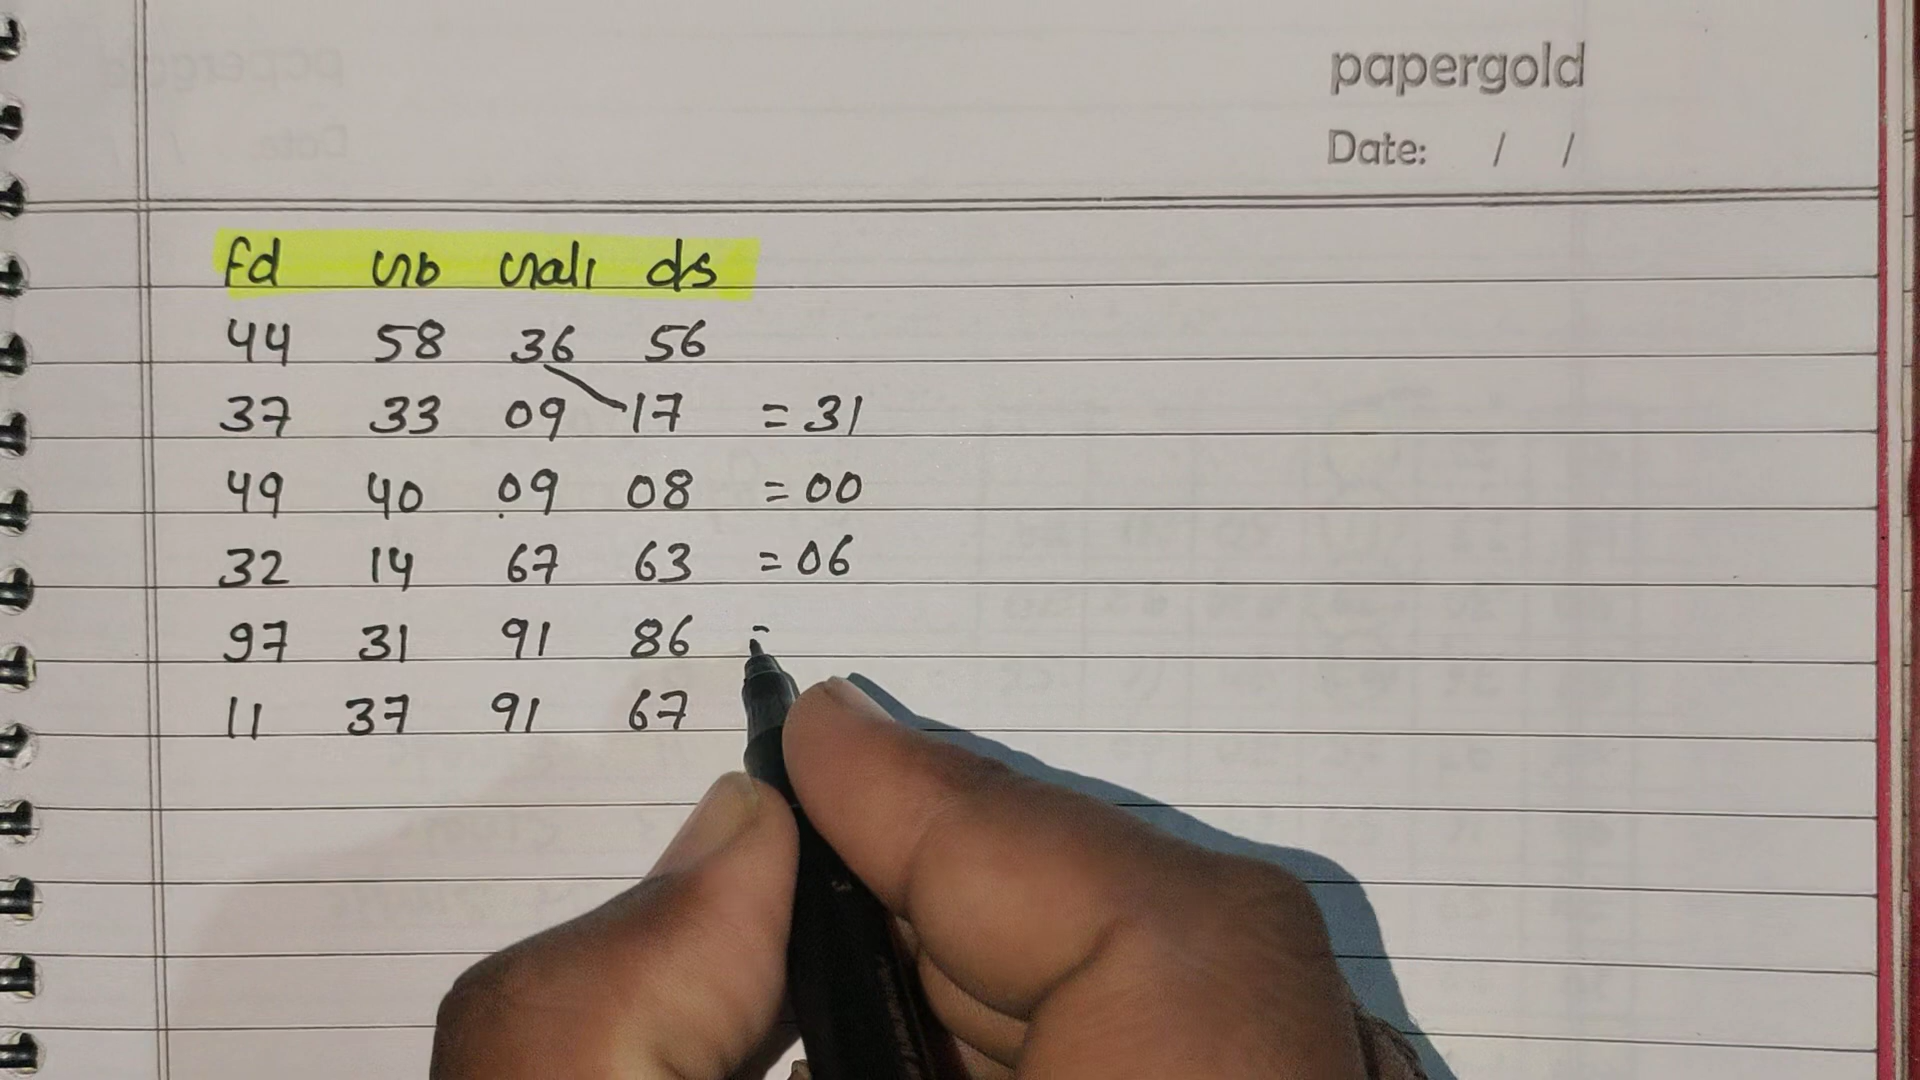 papergold
Date: / /
fd gb gali ds
44 58 36 56
37 33 09 17 = 31
49 40 09 08 = 00
32 14 67 63 = 06
97 31 91 86 =
11 37 91 67